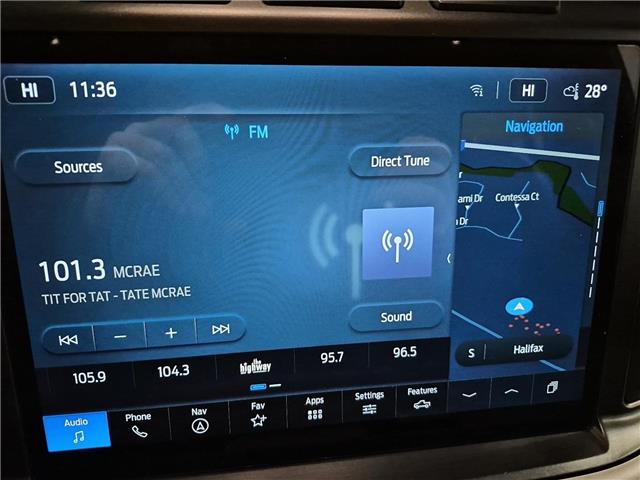 HI 11:36 HI 28°
FM
Navigation
Sources
Direct Tune
ami Dr
Contessa Ct
Dr
101.3 MCRAE
TIT FOR TAT - TATE MCRAE
Sound
S Halifax
105.9 104.3 the highway 95.7 96.5
Audio Phone Nav Fav Apps Settings Features